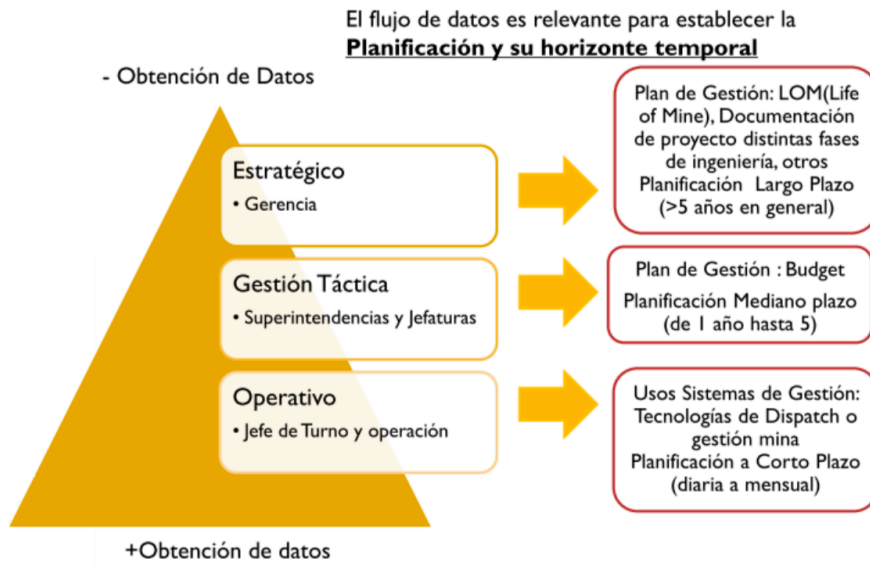 El flujo de datos es relevante para establecer la
Planificación y su horizonte temporal
- Obtención de Datos
Estratégico
• Gerencia
Plan de Gestión: LOM(Life
of Mine), Documentación
de proyecto distintas fases
de ingeniería, otros
Planificación Largo Plazo
(>5 años en general)
Gestión Táctica
• Superintendencias y Jefaturas
Plan de Gestión : Budget
Planificación Mediano plazo
(de 1 año hasta 5)
Operativo
• Jefe de Turno y operación
Usos Sistemas de Gestión:
Tecnologías de Dispatch o
gestión mina
Planificación a Corto Plazo
(diaria a mensual)
+Obtención de datos